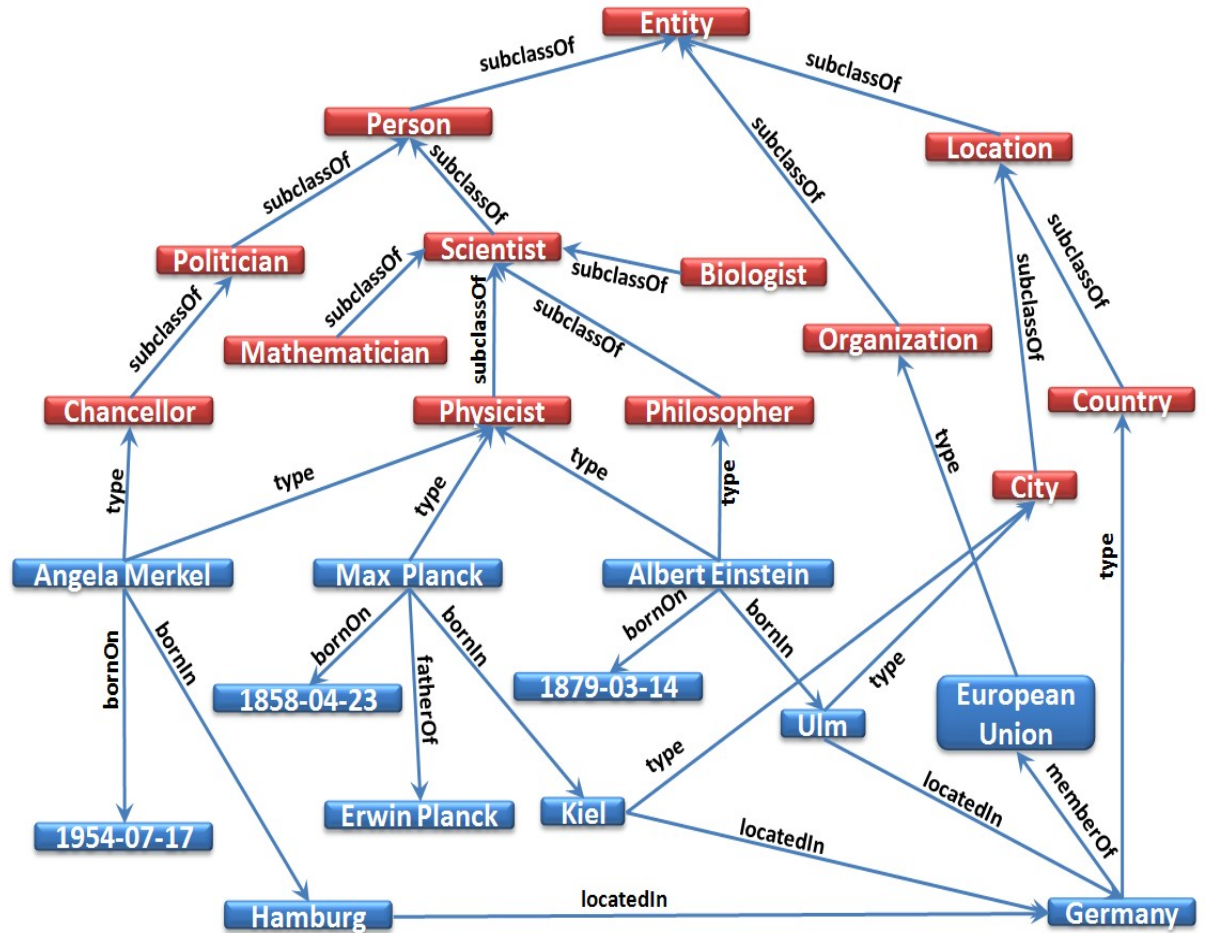 Entity
subclassOf
subclassOf
Person
subclassOf
Location
subclassOf
subclassOf
subclassOf
Politician
Scientist
subclassOf
Biologist
subclassOf
subclassOf
subclassOf
subclassOf
subclassOf
subclassOf
Mathematician
Organization
Chancellor
Physicist
Philosopher
Country
type
type
type
type
type
type
City
type
Angela Merkel
Max Planck
Albert Einstein
bornOn
bornIn
bornOn
bornIn
bornOn
bornIn
fatherOf
1858-04-23
1879-03-14
type
European
Union
Ulm
type
Erwin Planck
Kiel
locatedIn
memberOf
1954-07-17
locatedIn
Hamburg
locatedIn
Germany